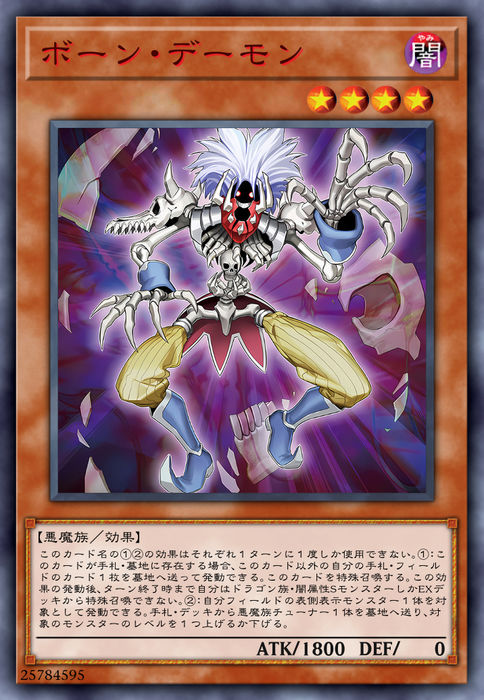 ボーン・デーモン
やみ
闇
【悪魔族／効果】
このカード名の①②の効果はそれぞれ１ターンに１度しか使用できない。①：こ
のカードが手札・墓地に存在する場合、このカード以外の自分の手札・フィール
ドのカード１枚を墓地へ送って発動できる。このカードを特殊召喚する。この効
果の発動後、ターン終了時まで自分はドラゴン族・闇属性SモンスターしかEXデ
ッキから特殊召喚できない。②：自分フィールドの表側表示モンスター１体を対
象として発動できる。手札・デッキから悪魔族チューナー１体を墓地へ送り、対
象のモンスターのレベルを１つ上げるか下げる。
ATK/1800 DEF/ 0
25784595